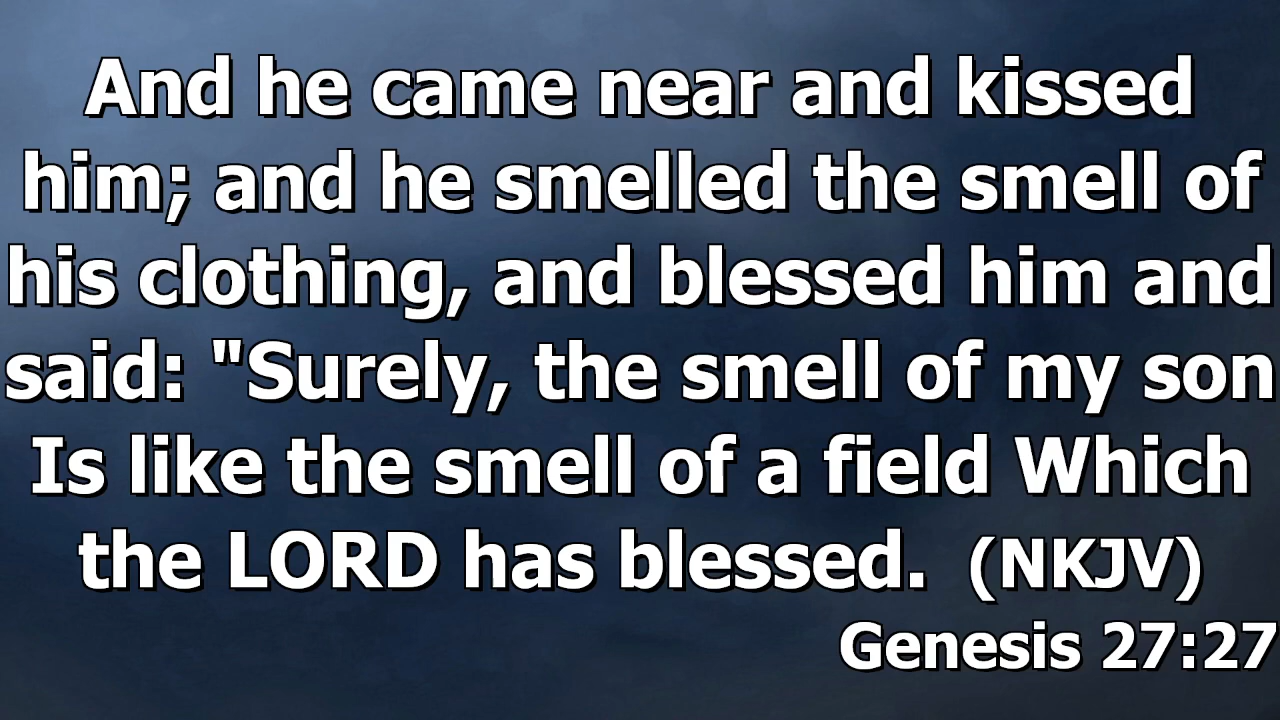 And he came near and kissed
him; and he smelled the smell of
his clothing, and blessed him and
said: "Surely, the smell of my son
Is like the smell of a field Which
the LORD has blessed.  (NKJV)
Genesis 27:27